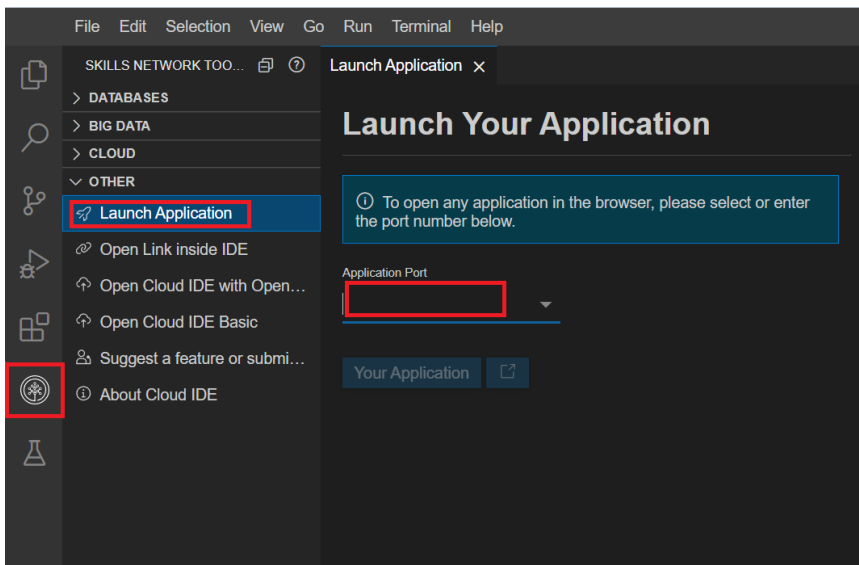 File Edit Selection View Go Run Terminal Help
SKILLS NETWORK TOO...
Launch Application
DATABASES
BIG DATA
CLOUD
OTHER
Launch Application
Open Link inside IDE
Open Cloud IDE with Open...
Open Cloud IDE Basic
Suggest a feature or submi...
About Cloud IDE
Launch Your Application
To open any application in the browser, please select or enter
the port number below.
Application Port
Your Application